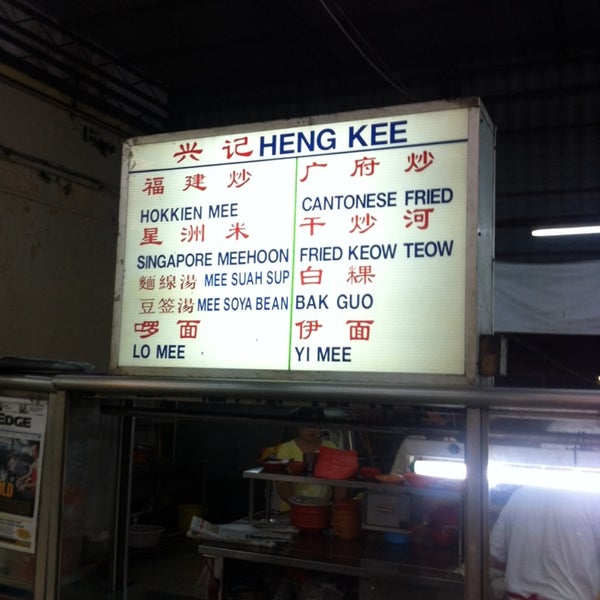 兴记 HENG KEE
福建炒
HOKKIEN MEE
星洲米
SINGAPORE MEEHOON
麵線湯 MEE SUAH SUP
豆签湯 MEE SOYA BEAN
啰面
LO MEE
广府炒
CANTONESE FRIED
干炒河
FRIED KEOW TEOW
白粿
BAK GUO
伊面
YI MEE
EDGE